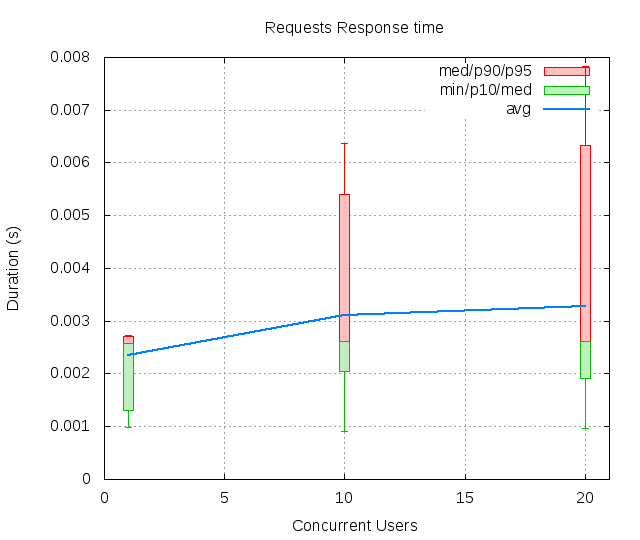 Requests Response time
0.008
0.007
0.006
0.005
0.004
0.003
0.002
0.001
0
Duration (s)
med/p90/p95
min/p10/med
avg
0 5 10 15 20
Concurrent Users